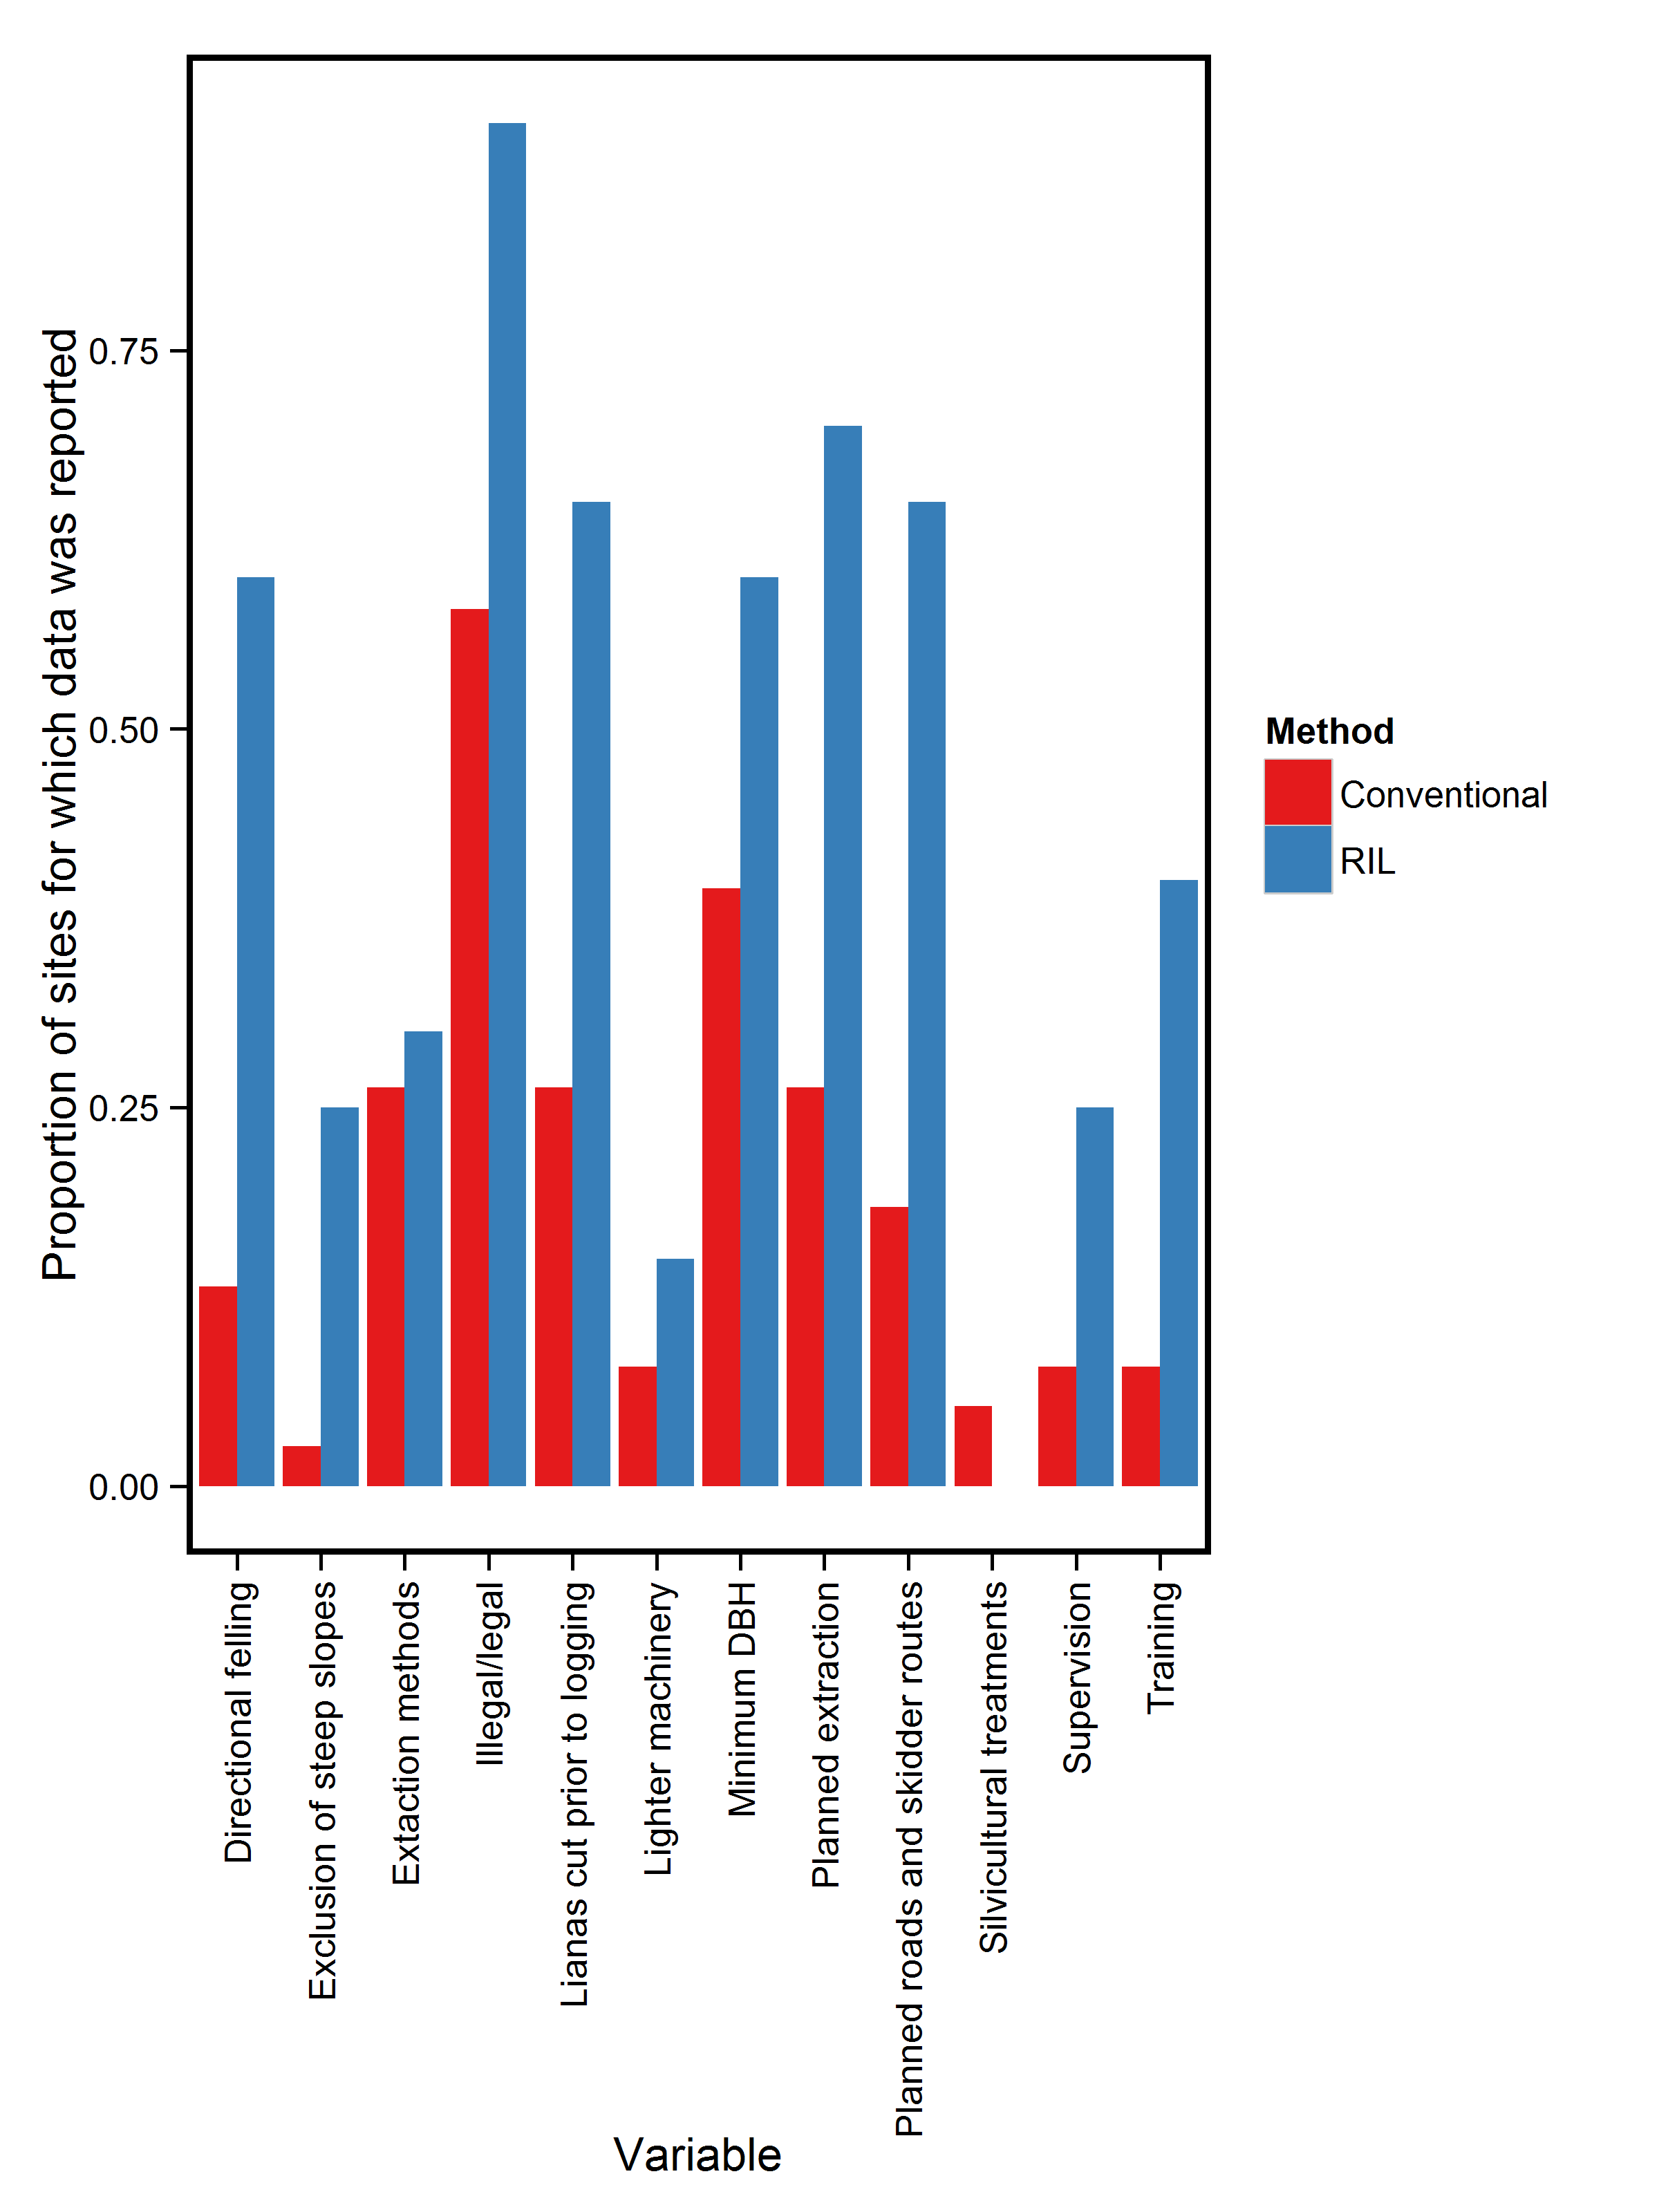 Proportion of sites for which data was reported
0.75
0.50
0.25
0.00
Directional felling
Exclusion of steep slopes
Extaction methods
Illegal/legal
Lianas cut prior to logging
Lighter machinery
Minimum DBH
Planned extraction
Planned roads and skidder routes
Silvicultural treatments
Supervision
Training
Variable
Method
Conventional
RIL